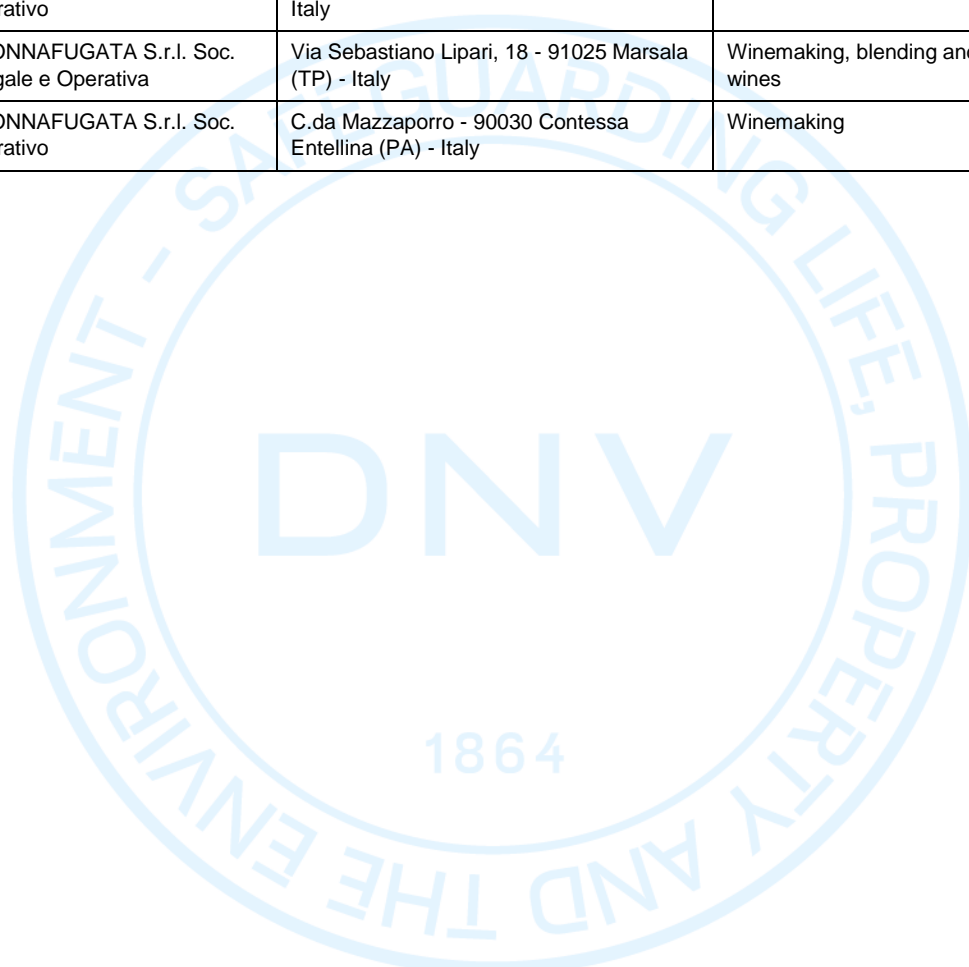 rativo
Italy
ONNAFUGATA S.r.l. Soc.
gale e Operativa
Via Sebastiano Lipari, 18 - 91025 Marsala
(TP) - Italy
Winemaking, blending and
wines
ONNAFUGATA S.r.l. Soc.
rativo
C.da Mazzaporro - 90030 Contessa
Entellina (PA) - Italy
Winemaking
SAFEGUARDING LIFE, PROPERTY AND THE ENVIRONMENT -
DNV
1864